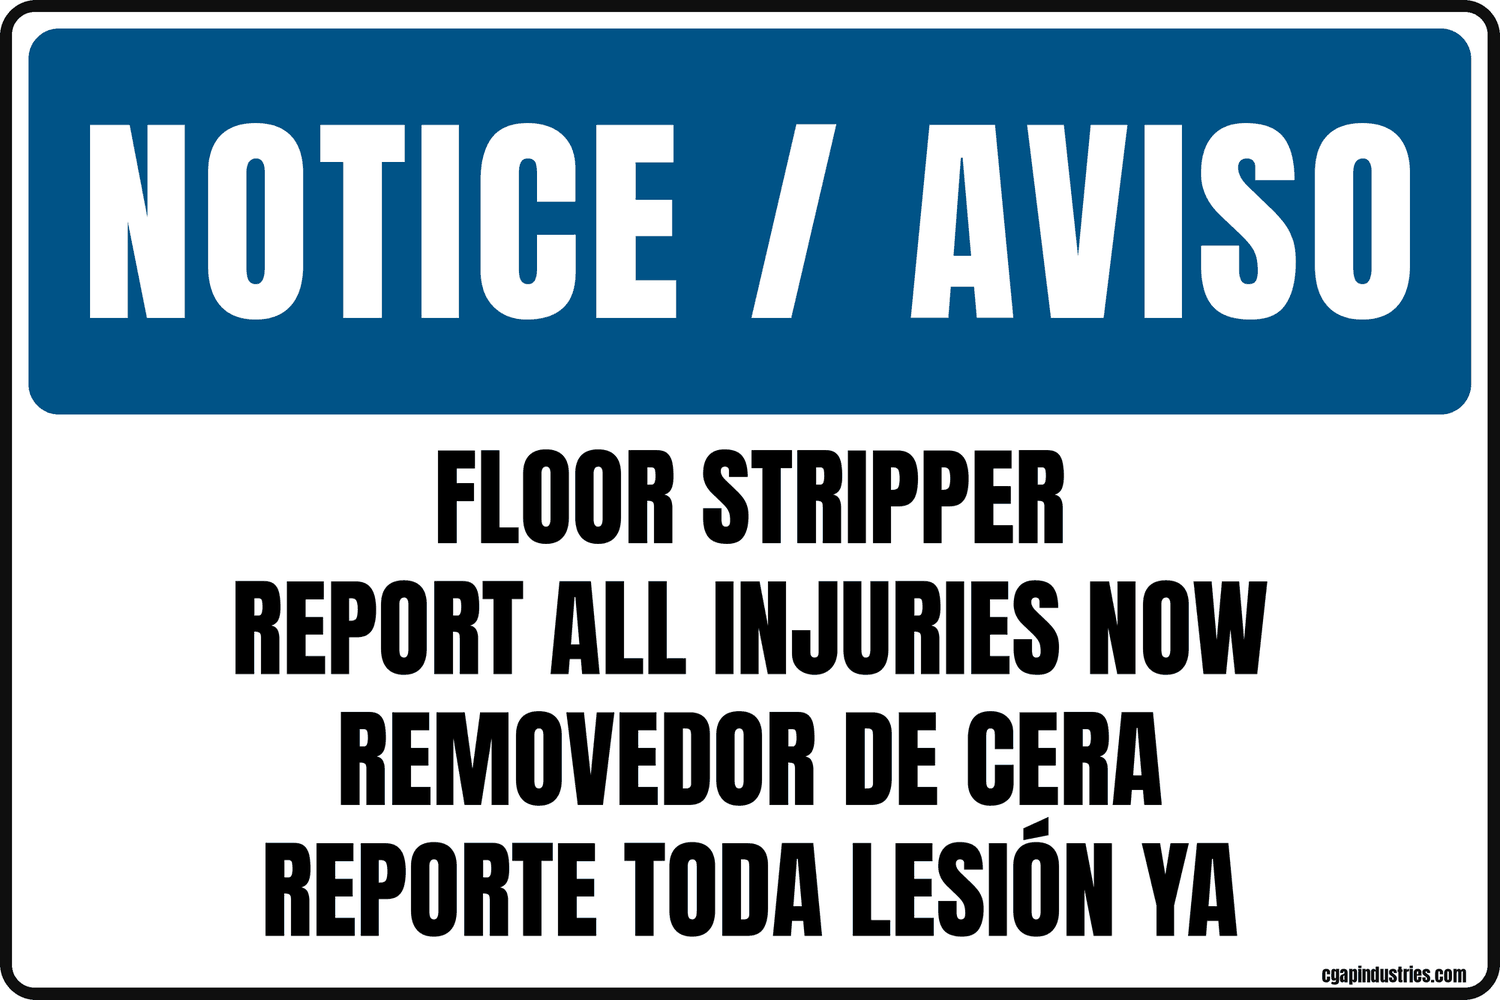 NOTICE / AVISO
FLOOR STRIPPER
REPORT ALL INJURIES NOW
REMOVEDOR DE CERA
REPORTE TODA LESIÓN YA
cgapindustries.com